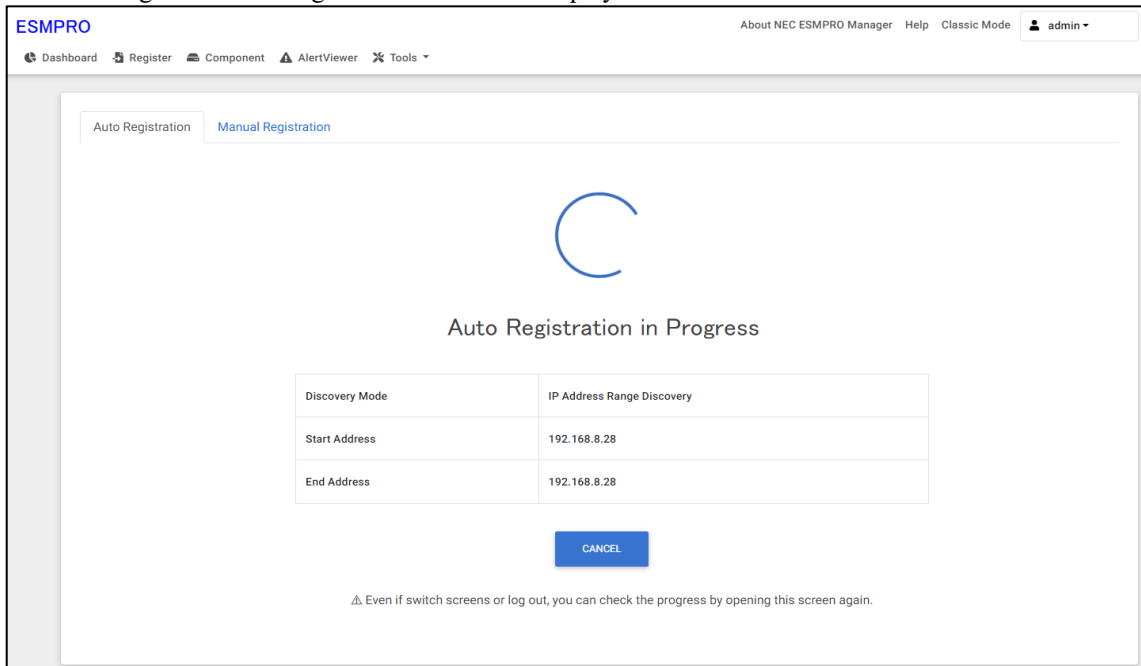 ESMPRO
About NEC ESMPRO Manager Help Classic Mode admin
Dashboard Register Component AlertViewer Tools
Auto Registration Manual Registration
Auto Registration in Progress
Discovery Mode IP Address Range Discovery
Start Address 192.168.8.28
End Address 192.168.8.28
CANCEL
⚠ Even if switch screens or log out, you can check the progress by opening this screen again.